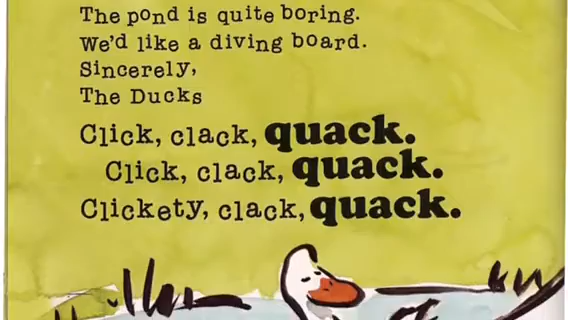 The pond is quite boring.
We'd like a diving board.
Sincerely,
The Ducks
Click, clack, quack.
Click, clack, quack.
Clickety, clack, quack.